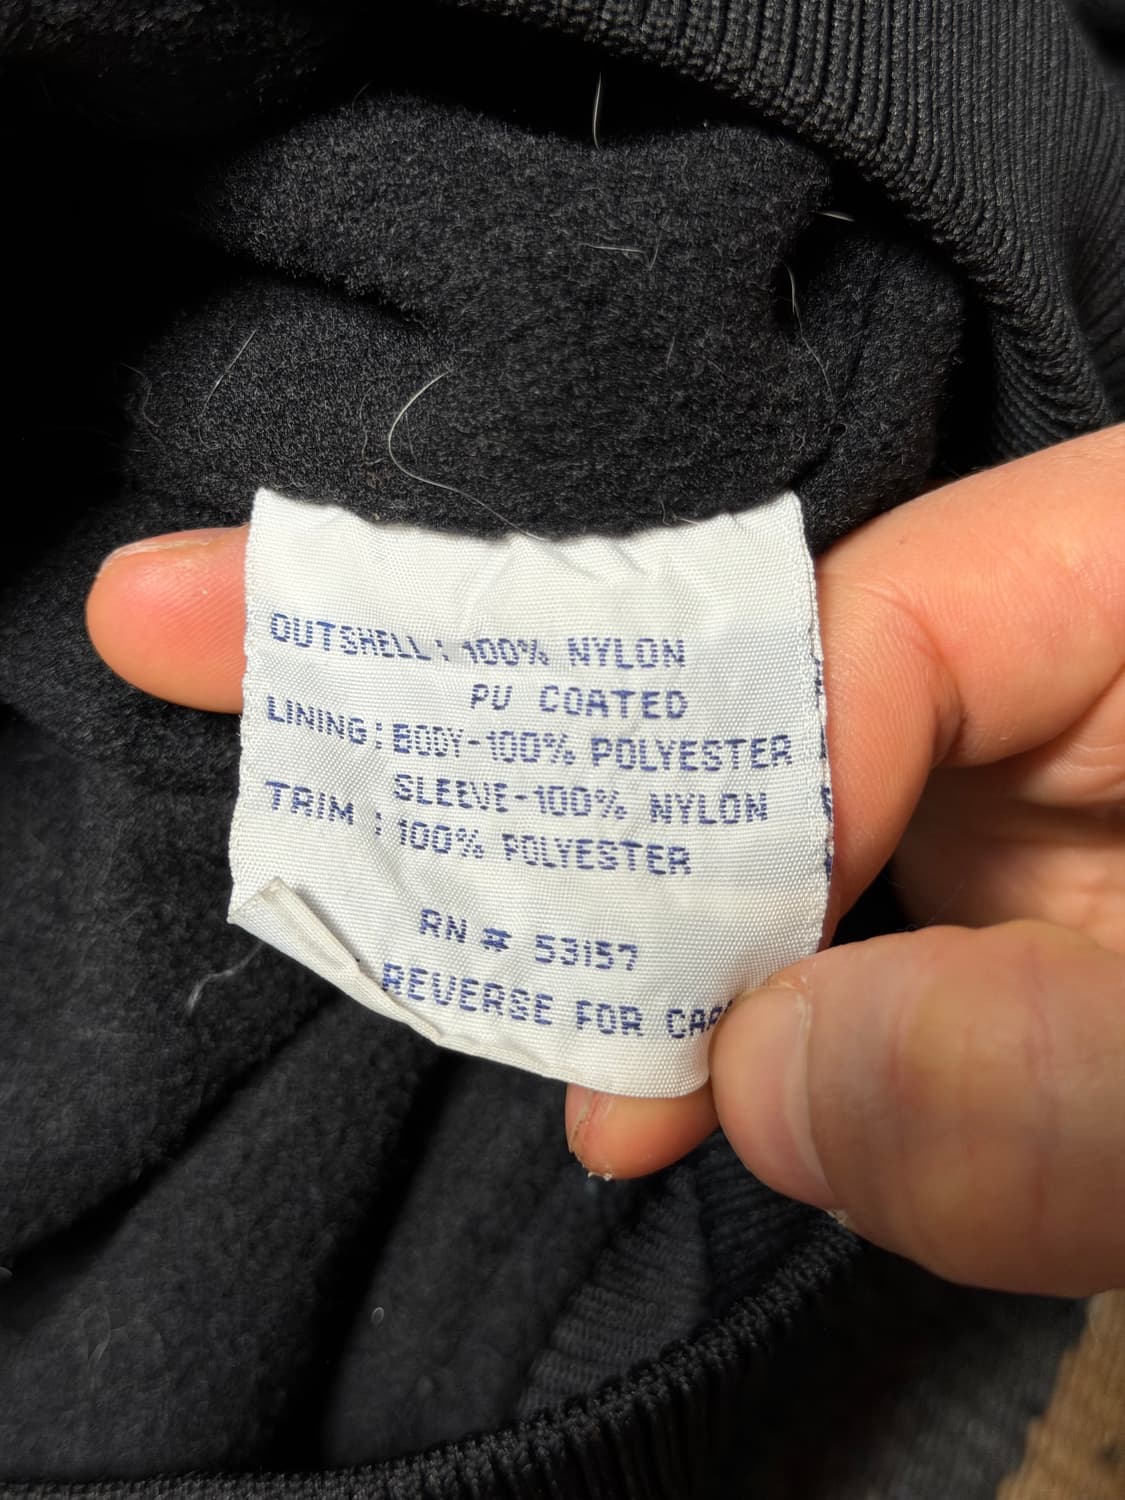 OUTSHELL: 100% NYLON
PU COATED
LINING: BODY-100% POLYESTER
SLEEVE-100% NYLON
TRIM : 100% POLYESTER
RN # 53157
REVERSE FOR